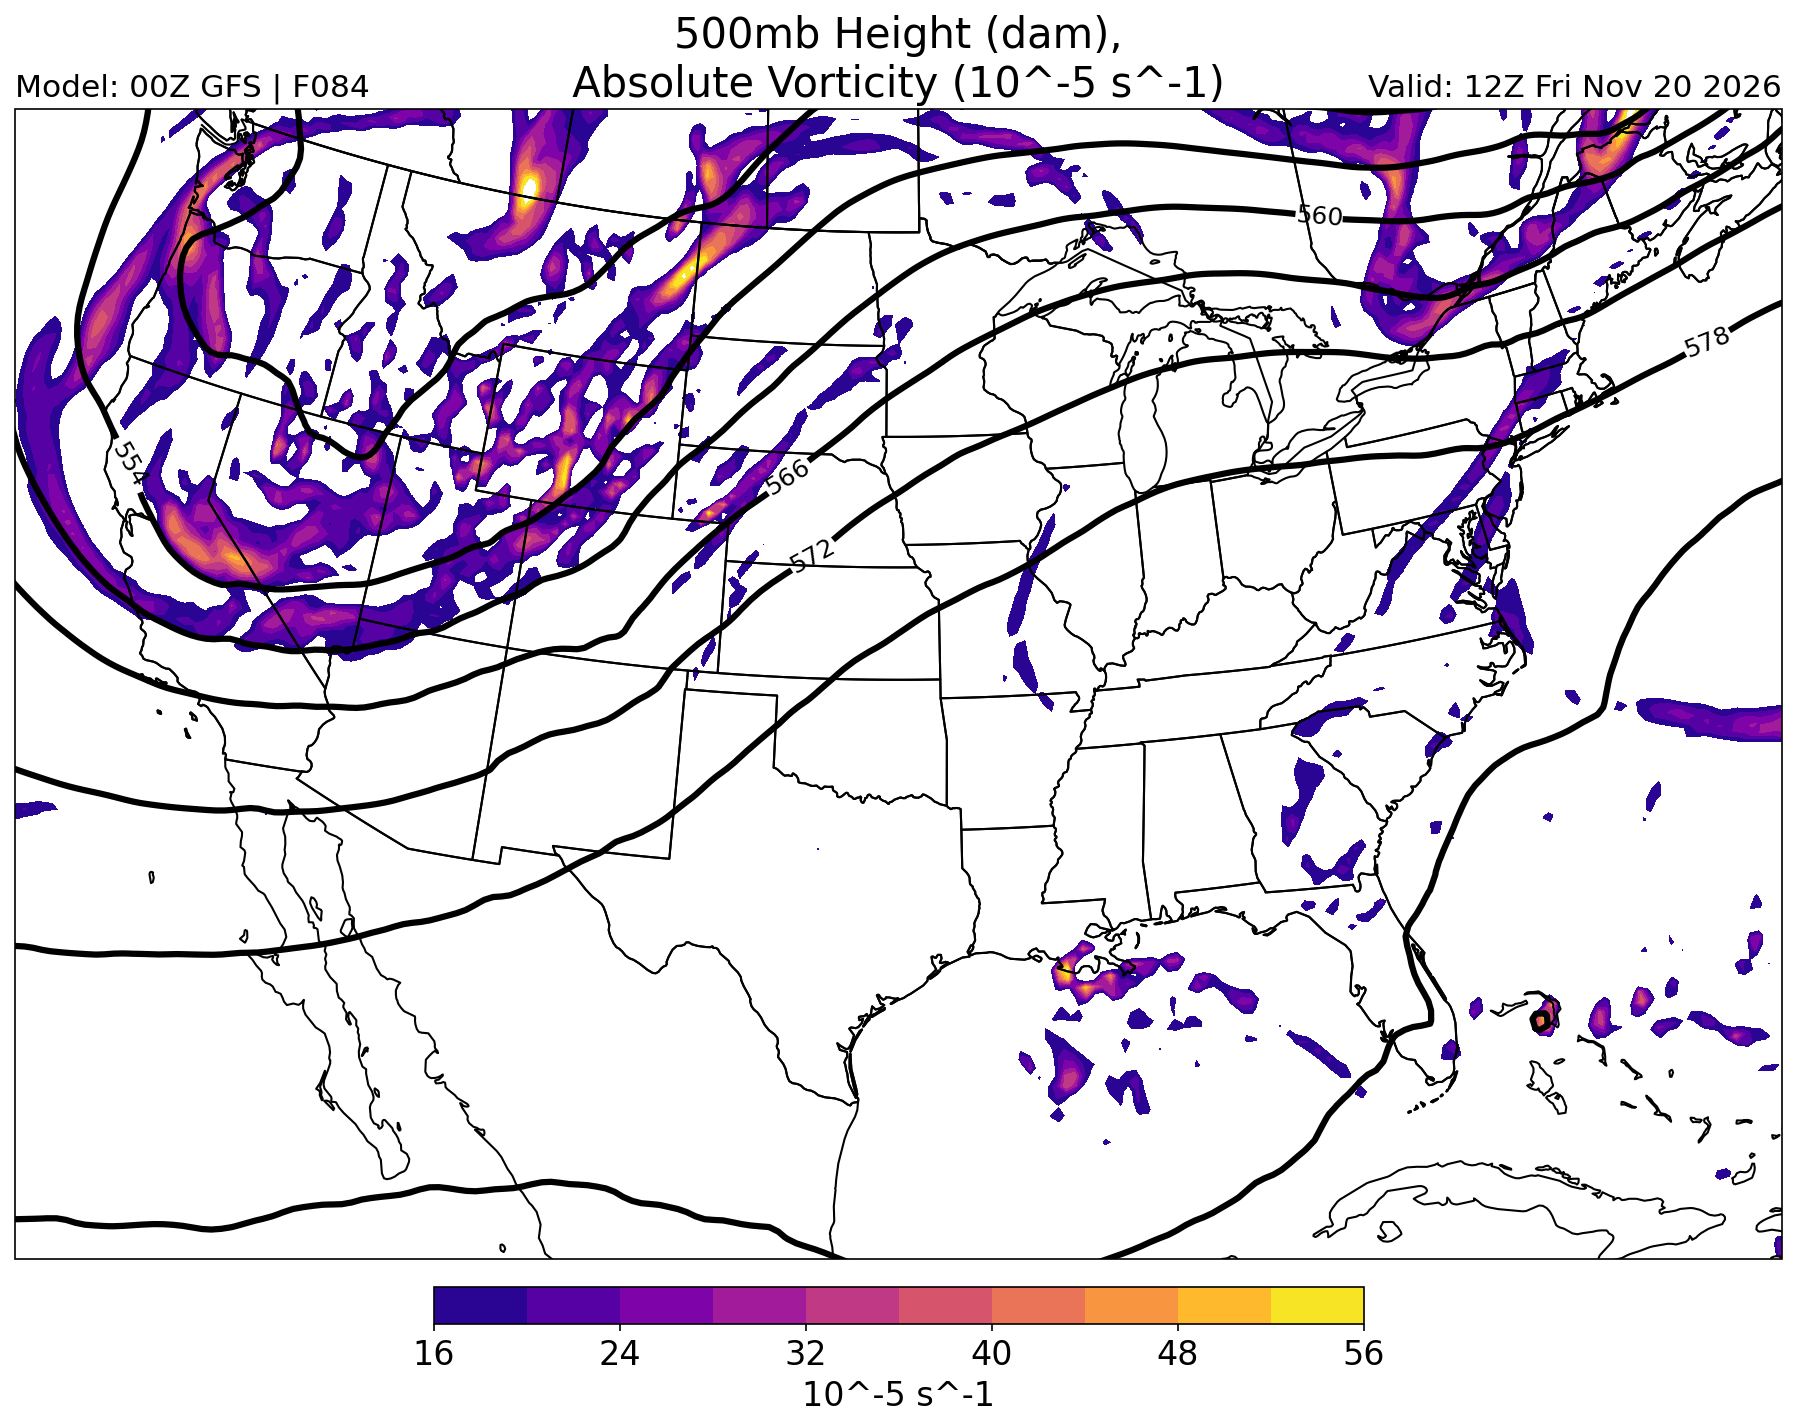 500mb Height (dam),
Model: 00Z GFS | F084
Absolute Vorticity (10^-5 s^-1)
Valid: 12Z Fri Nov 20 2026
560
578
554
566
572
16
24
32
40
48
56
10^-5 s^-1